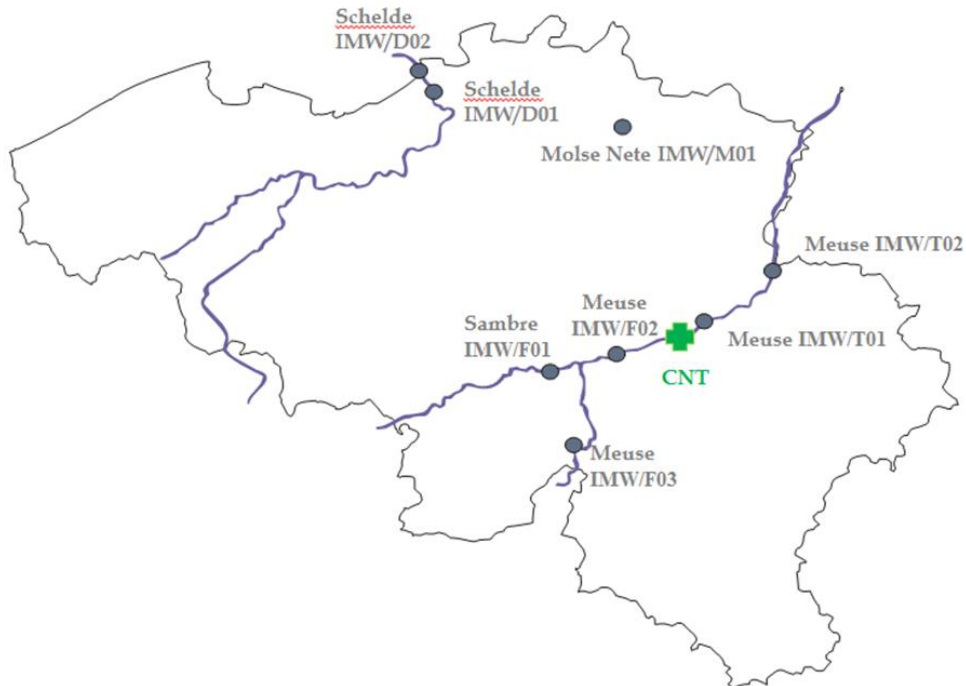 Schelde
IMW/D02
Schelde
IMW/D01
Molse Nete IMW/M01
Meuse IMW/T02
Meuse
IMW/F02
Sambre
IMW/F01
Meuse IMW/T01
CNT
Meuse
IMW/F03